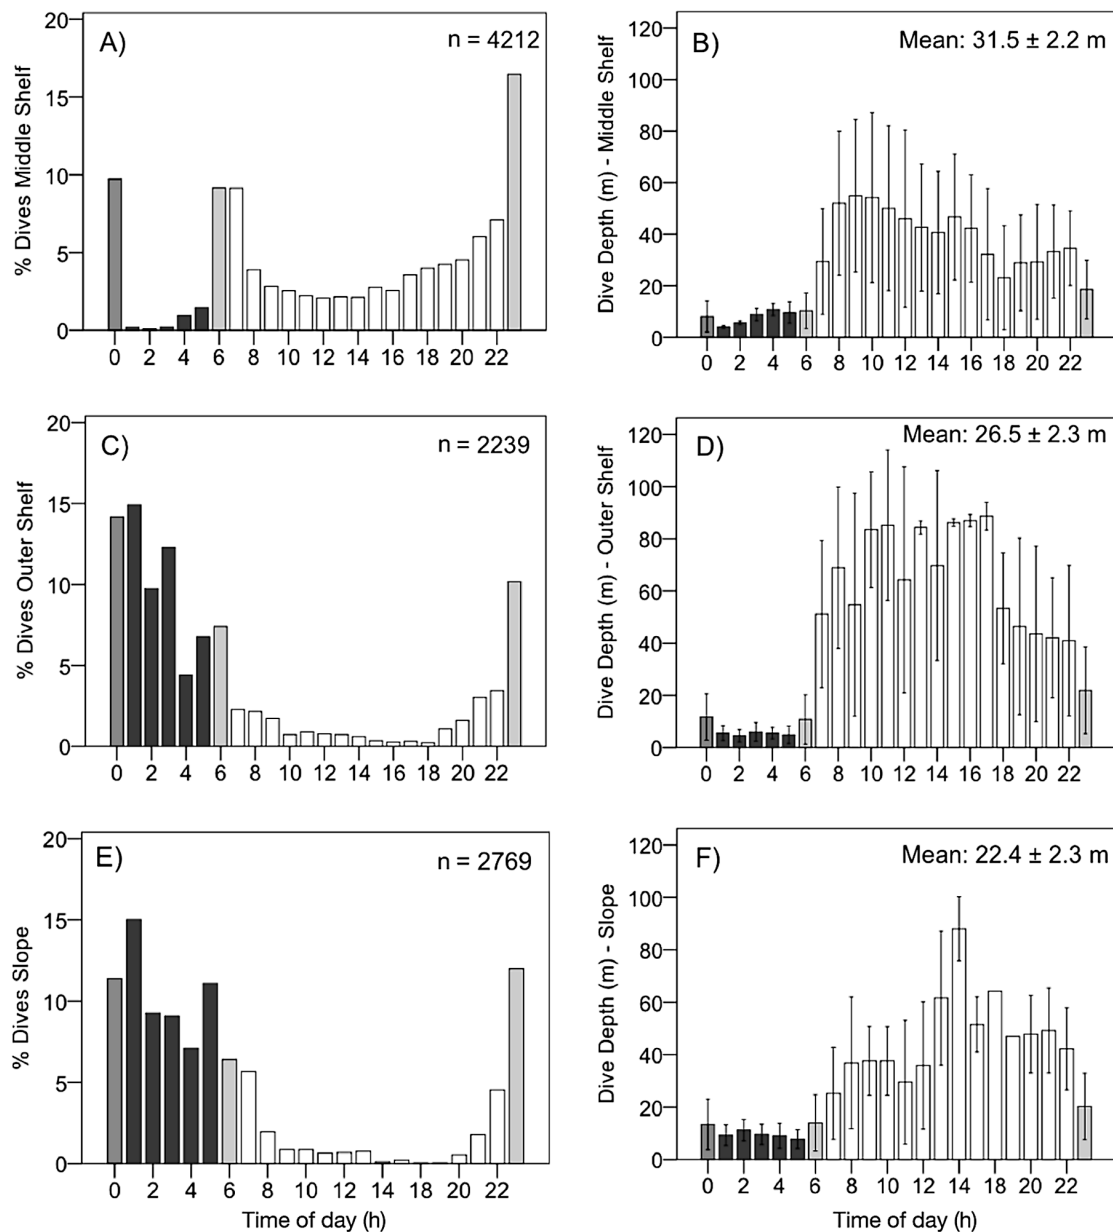 A)
n = 4212
% Dives Middle Shelf
20
15
10
5
0
0 2 4 6 8 10 12 14 16 18 20 22
B)
Mean: 31.5 ± 2.2 m
Dive Depth (m) - Middle Shelf
120
100
80
60
40
20
0
0 2 4 6 8 10 12 14 16 18 20 22
C)
n = 2239
% Dives Outer Shelf
20
15
10
5
0
0 2 4 6 8 10 12 14 16 18 20 22
D)
Mean: 26.5 ± 2.3 m
Dive Depth (m) - Outer Shelf
120
100
80
60
40
20
0
0 2 4 6 8 10 12 14 16 18 20 22
E)
n = 2769
% Dives Slope
20
15
10
5
0
0 2 4 6 8 10 12 14 16 18 20 22
Time of day (h)
F)
Mean: 22.4 ± 2.3 m
Dive Depth (m) - Slope
120
100
80
60
40
20
0
0 2 4 6 8 10 12 14 16 18 20 22
Time of day (h)